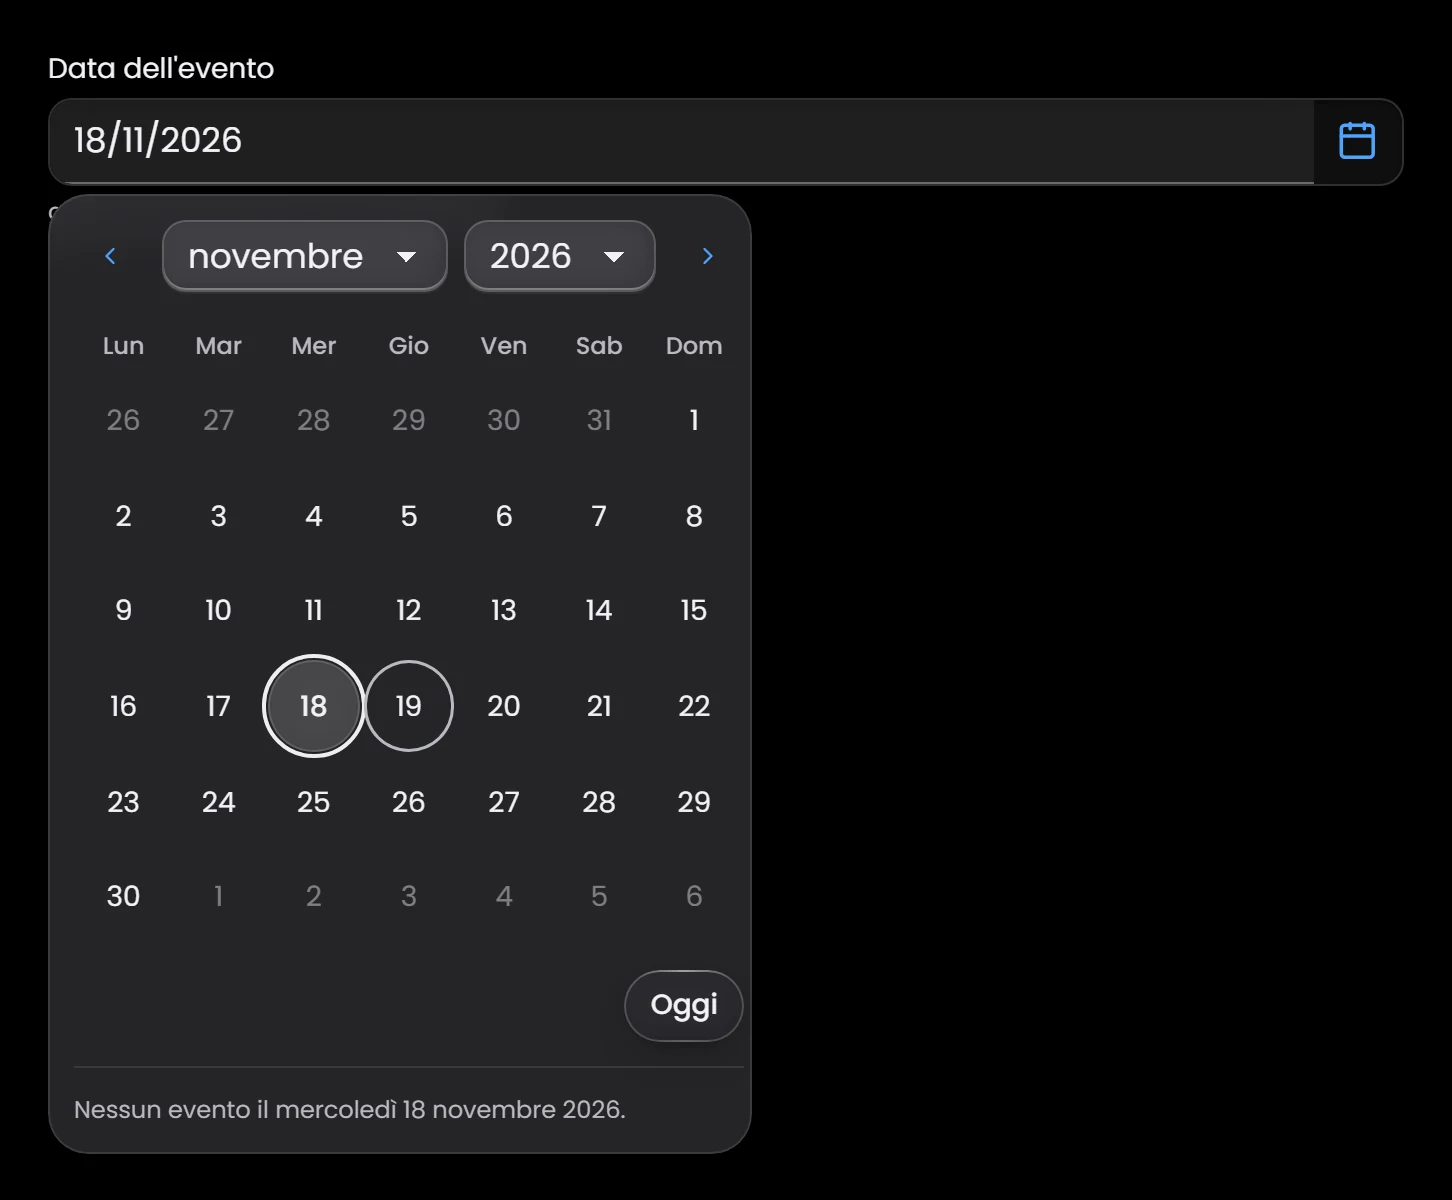 Data dell'evento
18/11/2026
novembre 2026
Lun Mar Mer Gio Ven Sab Dom
26 27 28 29 30 31 1
2 3 4 5 6 7 8
9 10 11 12 13 14 15
16 17 18 19 20 21 22
23 24 25 26 27 28 29
30 1 2 3 4 5 6
Oggi
Nessun evento il mercoledì 18 novembre 2026.